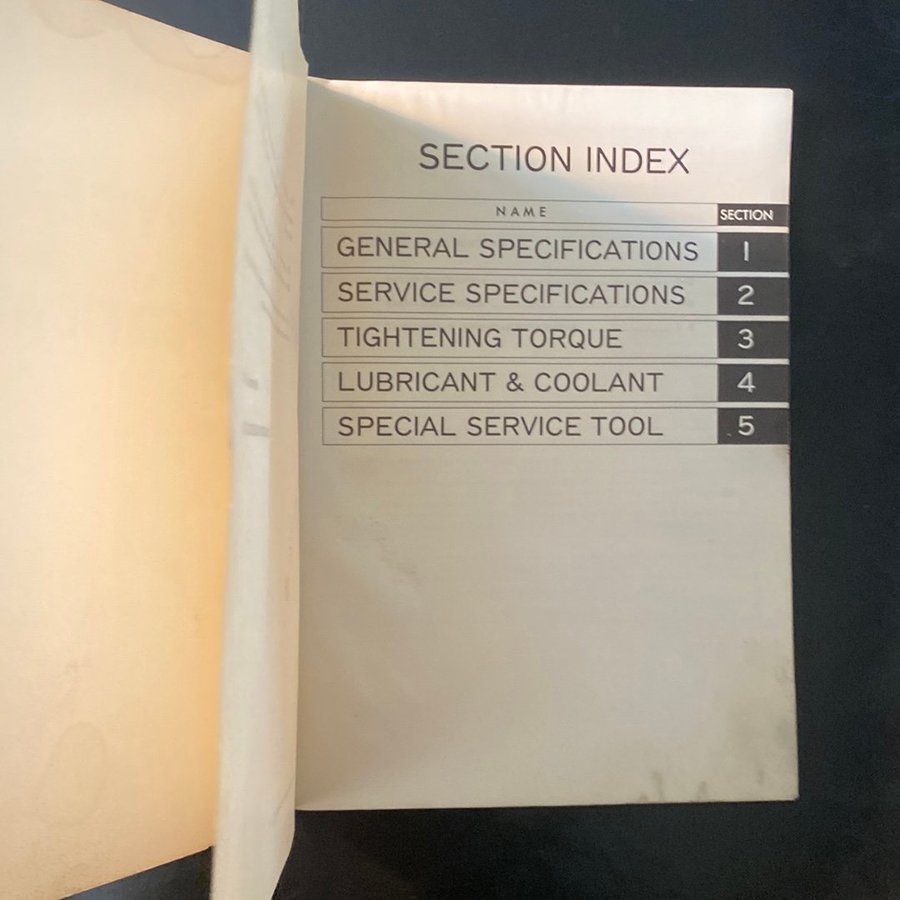 SECTION INDEX
NAME SECTION
GENERAL SPECIFICATIONS 1
SERVICE SPECIFICATIONS 2
TIGHTENING TORQUE 3
LUBRICANT & COOLANT 4
SPECIAL SERVICE TOOL 5